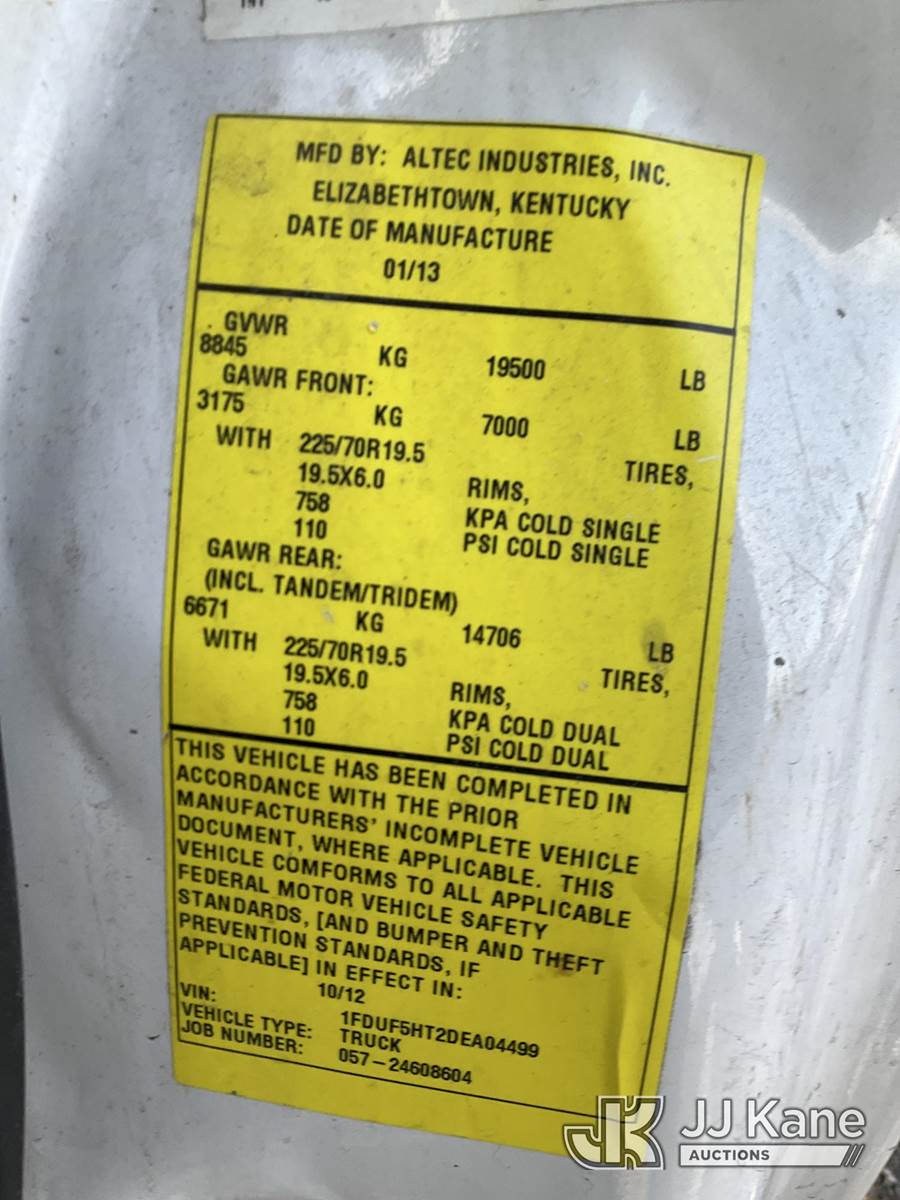 INT
MFD BY: ALTEC INDUSTRIES, INC.
ELIZABETHTOWN, KENTUCKY
DATE OF MANUFACTURE
01/13
GVWR
8845 KG 19500 LB
GAWR FRONT:
3175 KG 7000 LB
WITH 225/70R19.5 TIRES,
19.5X6.0 RIMS,
758 KPA COLD SINGLE
110 PSI COLD SINGLE
GAWR REAR:
(INCL. TANDEM/TRIDEM)
6671 KG 14706 LB
WITH 225/70R19.5 TIRES,
19.5X6.0 RIMS,
758 KPA COLD DUAL
110 PSI COLD DUAL
THIS VEHICLE HAS BEEN COMPLETED IN
ACCORDANCE WITH THE PRIOR
MANUFACTURERS' INCOMPLETE VEHICLE
DOCUMENT, WHERE APPLICABLE. THIS
VEHICLE COMFORMS TO ALL APPLICABLE
FEDERAL MOTOR VEHICLE SAFETY
STANDARDS, [AND BUMPER AND THEFT
PREVENTION STANDARDS, IF
APPLICABLE] IN EFFECT IN:
10/12
VIN: 1FDUF5HT2DEA04499
VEHICLE TYPE: TRUCK
JOB NUMBER: 057-24608604
JK JJ Kane
AUCTIONS